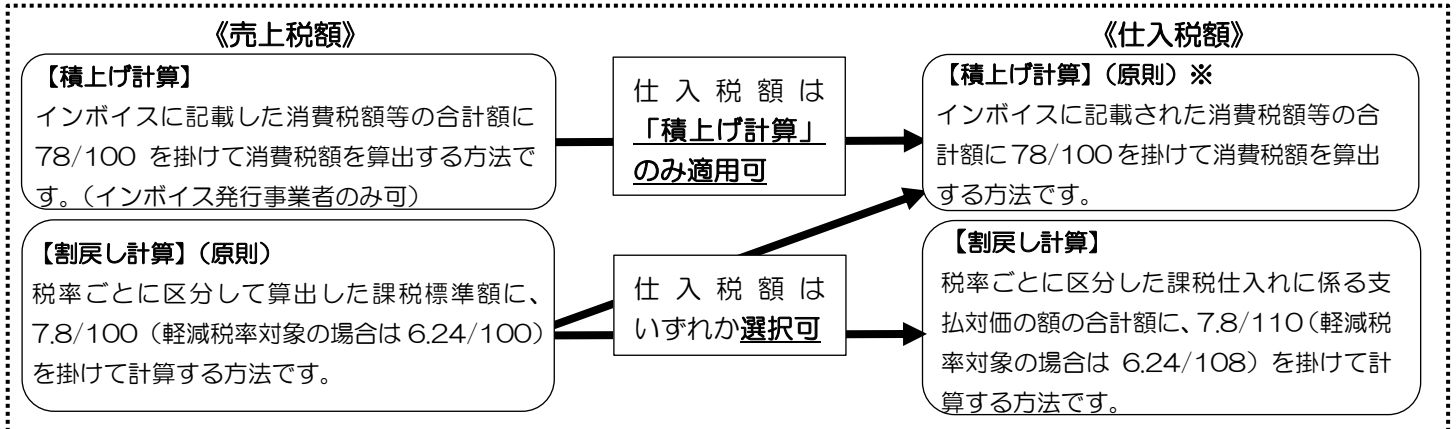 《売上税額》
【積上げ計算】
インボイスに記載した消費税額等の合計額に
78/100 を掛けて消費税額を算出する方法で
す。（インボイス発行事業者のみ可）
【割戻し計算】（原則）
税率ごとに区分して算出した課税標準額に、
7.8/100（軽減税率対象の場合は 6.24/100）
を掛けて計算する方法です。
仕入税額は
「積上げ計算」
のみ適用可
仕入税額は
いずれか選択可
《仕入税額》
【積上げ計算】（原則）※
インボイスに記載された消費税額等の合
計額に 78/100 を掛けて消費税額を算出
する方法です。
【割戻し計算】
税率ごとに区分した課税仕入れに係る支
払対価の額の合計額に、7.8/110（軽減税
率対象の場合は 6.24/108）を掛けて計
算する方法です。